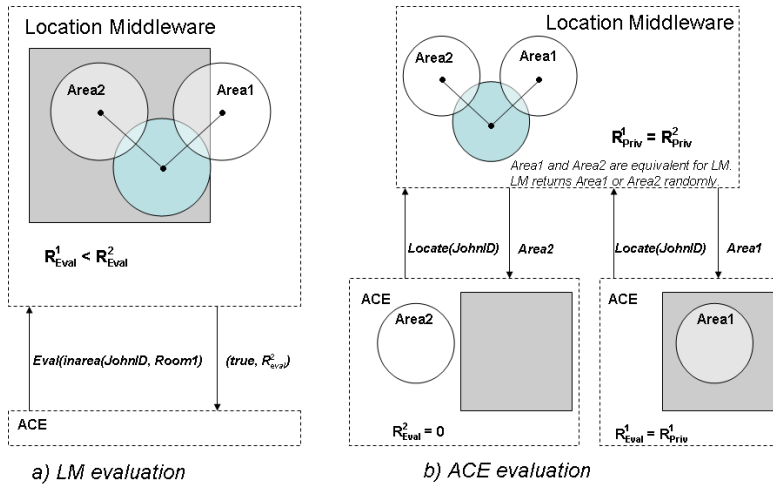 Location Middleware
Area2
Area1
R¹Eval < R²Eval
Eval(inarea(JohnID, Room1)
(true, R²eval)
ACE
a) LM evaluation
Location Middleware
Area2
Area1
R¹Priv = R²Priv
Area1 and Area2 are equivalent for LM.
LM returns Area1 or Area2 randomly.
Locate(JohnID)
Area2
Locate(JohnID)
Area1
ACE
Area2
R²Eval = 0
ACE
Area1
R¹Eval = R¹Priv
b) ACE evaluation